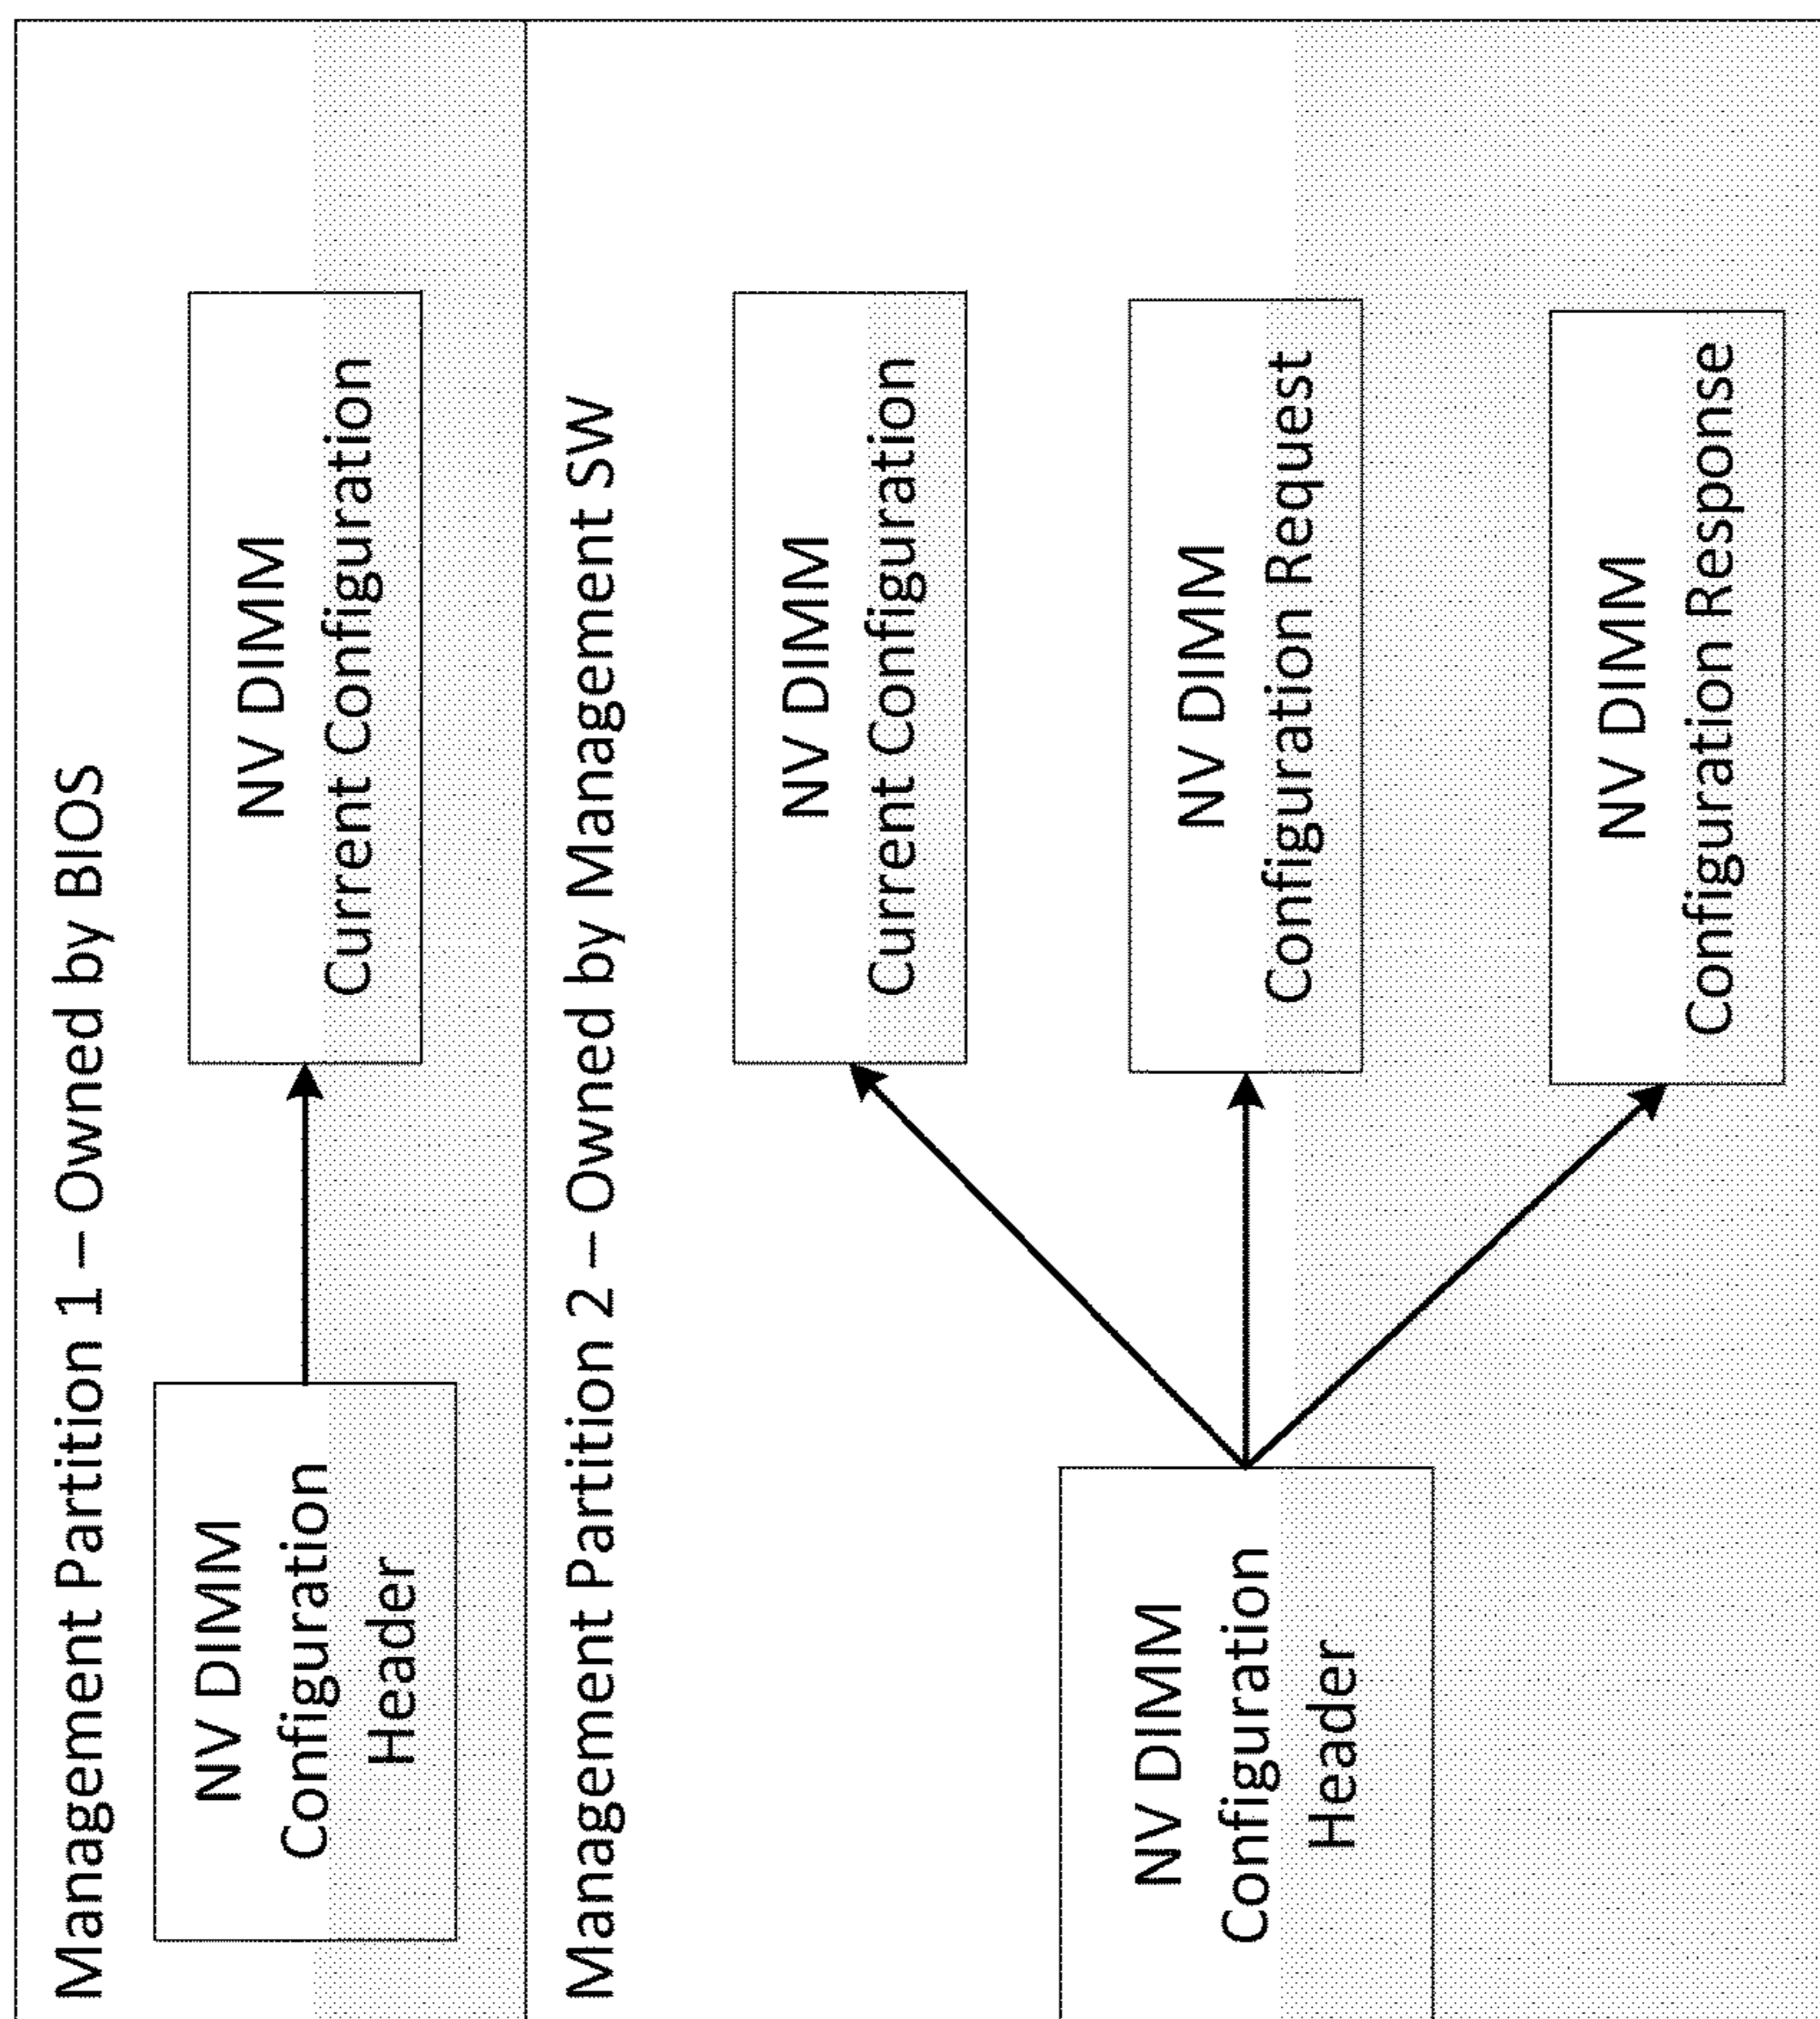 Management Partition 1 – Owned by BIOS
NV DIMM
Configuration
Header
NV DIMM
Current Configuration
Management Partition 2 – Owned by Management SW
NV DIMM
Configuration
Header
NV DIMM
Current Configuration
NV DIMM
Configuration Request
NV DIMM
Configuration Response